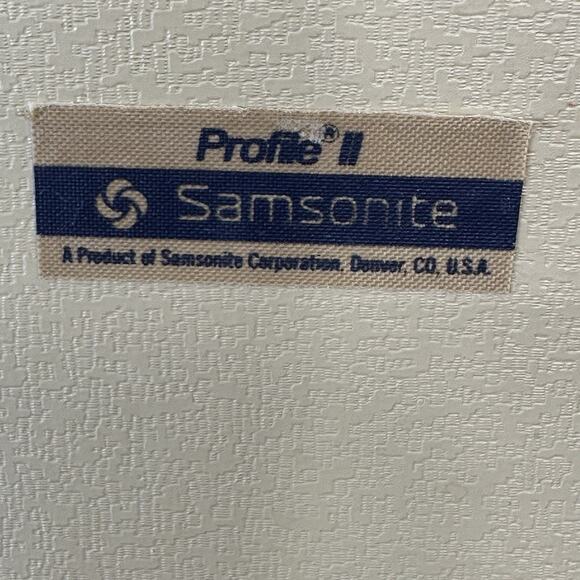 Profile® II
Samsonite
A Product of Samsonite Corporation, Denver, CO, U.S.A.